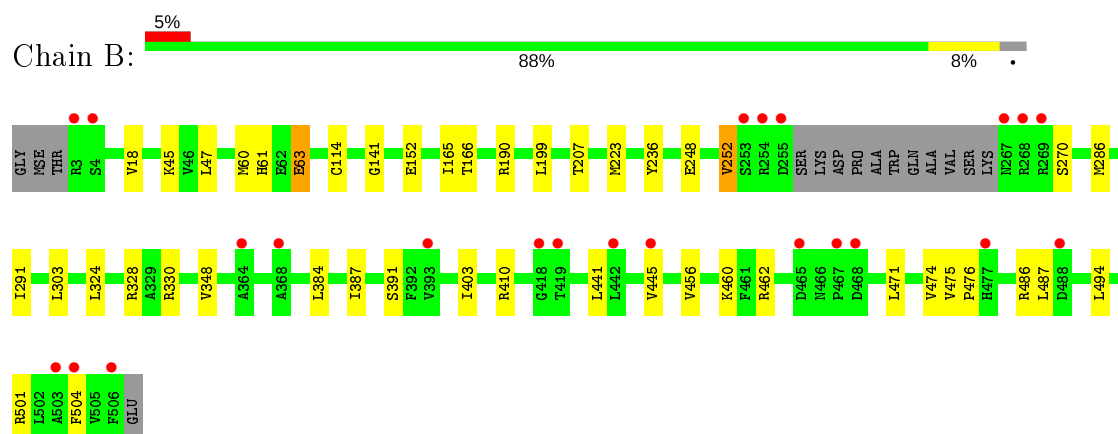 5%
Chain B:
88% 8% •
GLY MSE THR R3 S4 V18 K45 V46 L47 M60 H61 E62 E63 C114 G141 E152 I165 T166 R190 L199 T207 M223 Y236 E248 V252 S253 R254 D255 SER LYS ASP PRO ALA TRP GLN ALA VAL SER LYS N267 R268 R269 S270 M286
I291 L303 L324 R328 A329 R330 V348 A364 A368 L384 I387 S391 F392 V393 I403 R410 G418 T419 L441 L442 V445 V456 K460 F461 R462 D465 N466 P467 D468 L471 V474 V475 P476 H477 R486 L487 D488 L494
R501 L502 A503 F504 V505 F506 GLU